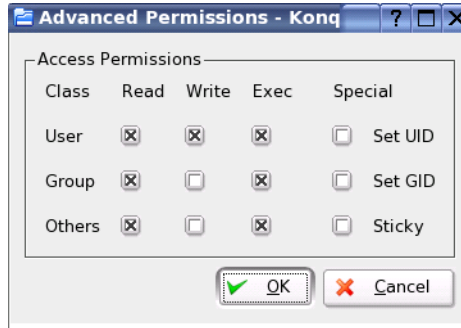 Advanced Permissions - Konq
Access Permissions
Class Read Write Exec Special
User Set UID
Group Set GID
Others Sticky
OK Cancel